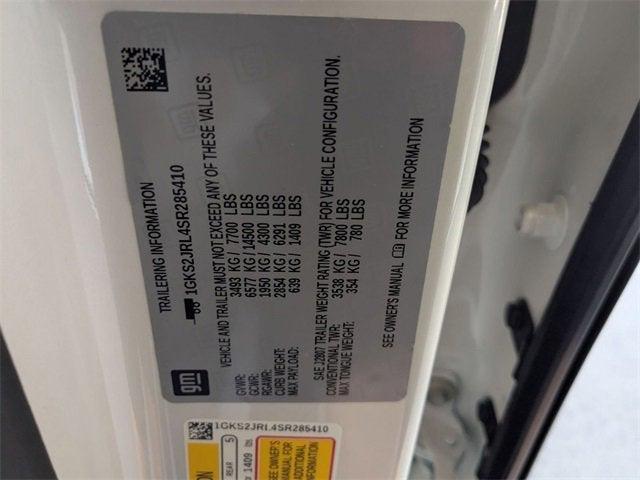 TRAILERING INFORMATION
1GKS2JRL4SR285410
VEHICLE AND TRAILER MUST NOT EXCEED ANY OF THESE VALUES.
GVWR: 3493 KG / 7700 LBS
GCWR: 6577 KG / 14500 LBS
RGAWR: 1950 KG / 4300 LBS
CURB WEIGHT: 2854 KG / 6291 LBS
MAX PAYLOAD: 639 KG / 1409 LBS
SAE J2807 TRAILER WEIGHT RATING (TWR) FOR VEHICLE CONFIGURATION.
CONVENTIONAL TWR: 3538 KG / 7800 LBS
MAX TONGUE WEIGHT: 354 KG / 780 LBS
SEE OWNER'S MANUAL FOR MORE INFORMATION
gm
1GKS2JRL4SR285410
REAR 5
or 1409 lbs
SEE OWNER'S
MANUAL FOR
ADDITIONAL
INFORMATION